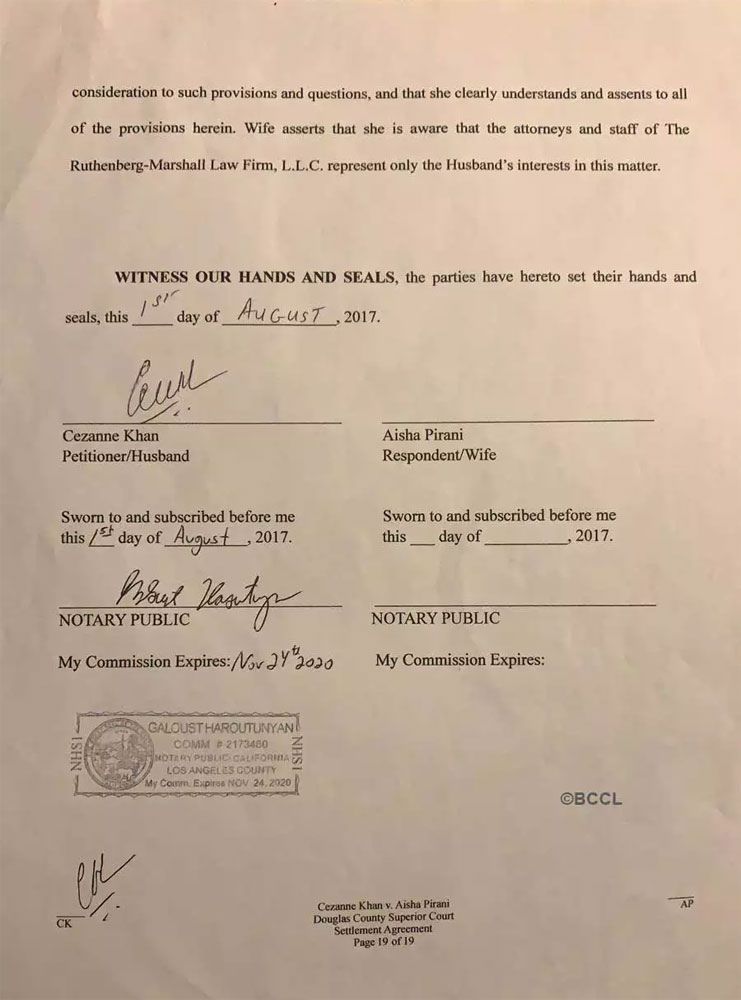 consideration to such provisions and questions, and that she clearly understands and assents to all
of the provisions herein. Wife asserts that she is aware that the attorneys and staff of The
Ruthenberg-Marshall Law Firm, L.L.C. represent only the Husband's interests in this matter.
WITNESS OUR HANDS AND SEALS, the parties have hereto set their hands and
seals, this 1st day of AUGUST, 2017.
Cezanne Khan
Petitioner/Husband
Aisha Pirani
Respondent/Wife
Sworn to and subscribed before me
this 1st day of August, 2017.
Sworn to and subscribed before me
this ___ day of ________, 2017.
NOTARY PUBLIC
NOTARY PUBLIC
My Commission Expires: Nov 24th 2020
My Commission Expires:
NHS1
GALOUST HAROUTUNYAN
COMM # 2173460
NOTARY PUBLIC-CALIFORNIA
LOS ANGELES COUNTY
My Comm. Expires NOV 24, 2020
NHS1
©BCCL
CK
Cezanne Khan v. Aisha Pirani
Douglas County Superior Court
Settlement Agreement
Page 19 of 19
AP